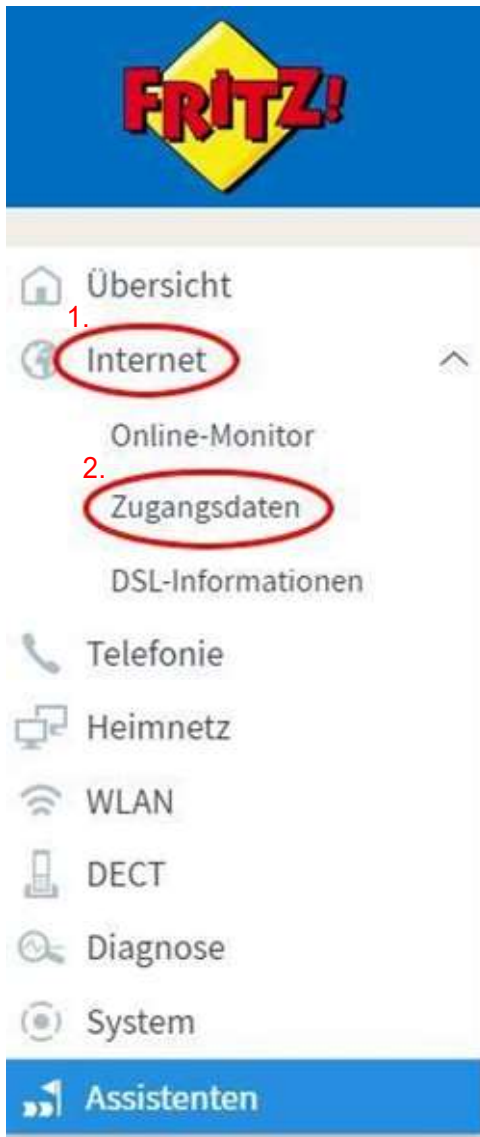 FRITZ!
Übersicht
1.
Internet
Online-Monitor
2.
Zugangsdaten
DSL-Informationen
Telefonie
Heimnetz
WLAN
DECT
Diagnose
System
Assistenten